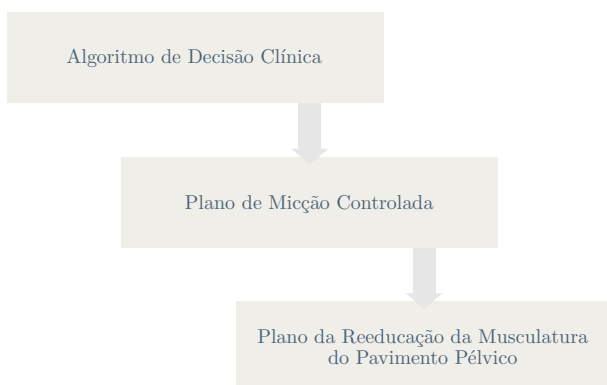 Algoritmo de Decisão Clínica
Plano de Micção Controlada
Plano da Reeducação da Musculatura
do Pavimento Pélvico